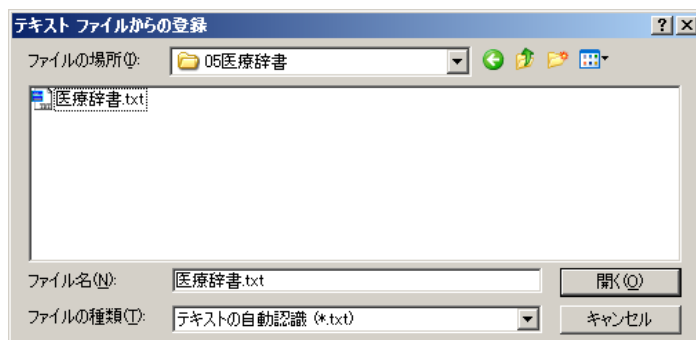 テキスト ファイルからの登録
ファイルの場所(I): 05医療辞書
医療辞書.txt
ファイル名(N): 医療辞書.txt 開く(O)
ファイルの種類(T): テキストの自動認識 (*.txt) キャンセル